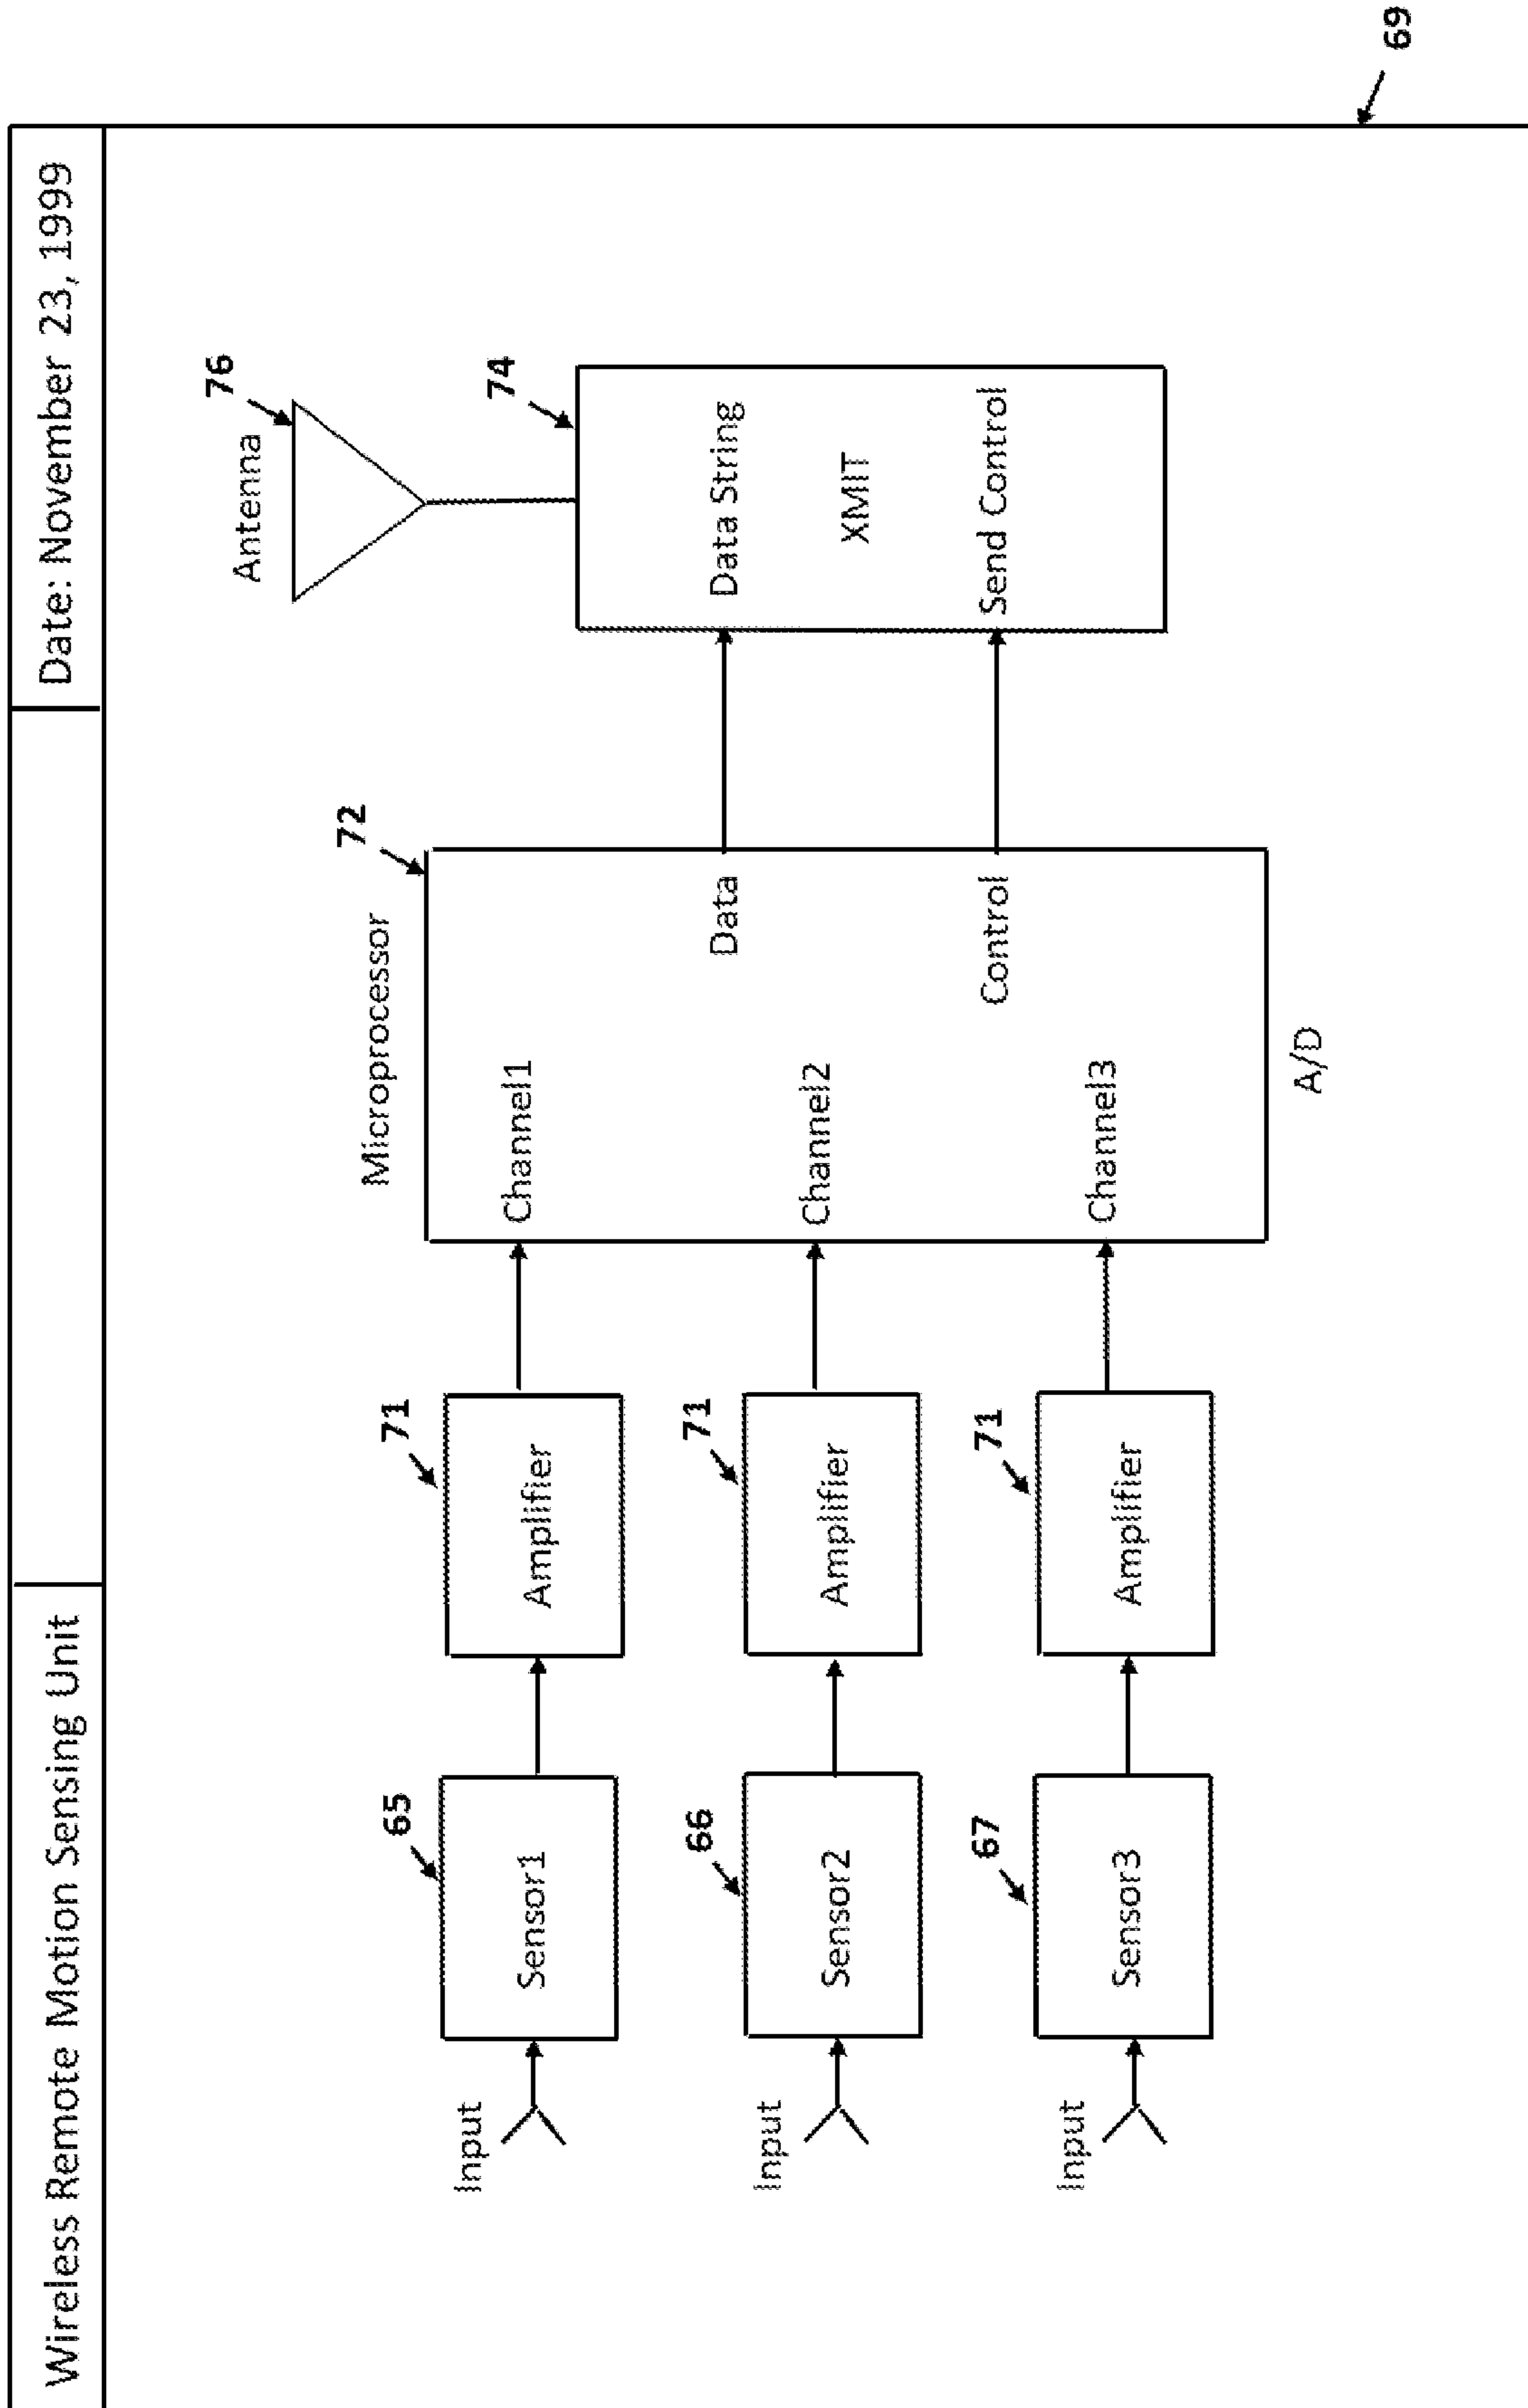 Wireless Remote Motion Sensing Unit
Date: November 23, 1999
69
Antenna
76
74
Data String
XMIT
Send Control
Microprocessor
72
Channel1
Channel2
Channel3
Data
Control
A/D
71
Amplifier
71
Amplifier
71
Amplifier
65
Sensor1
66
Sensor2
67
Sensor3
Input
Input
Input